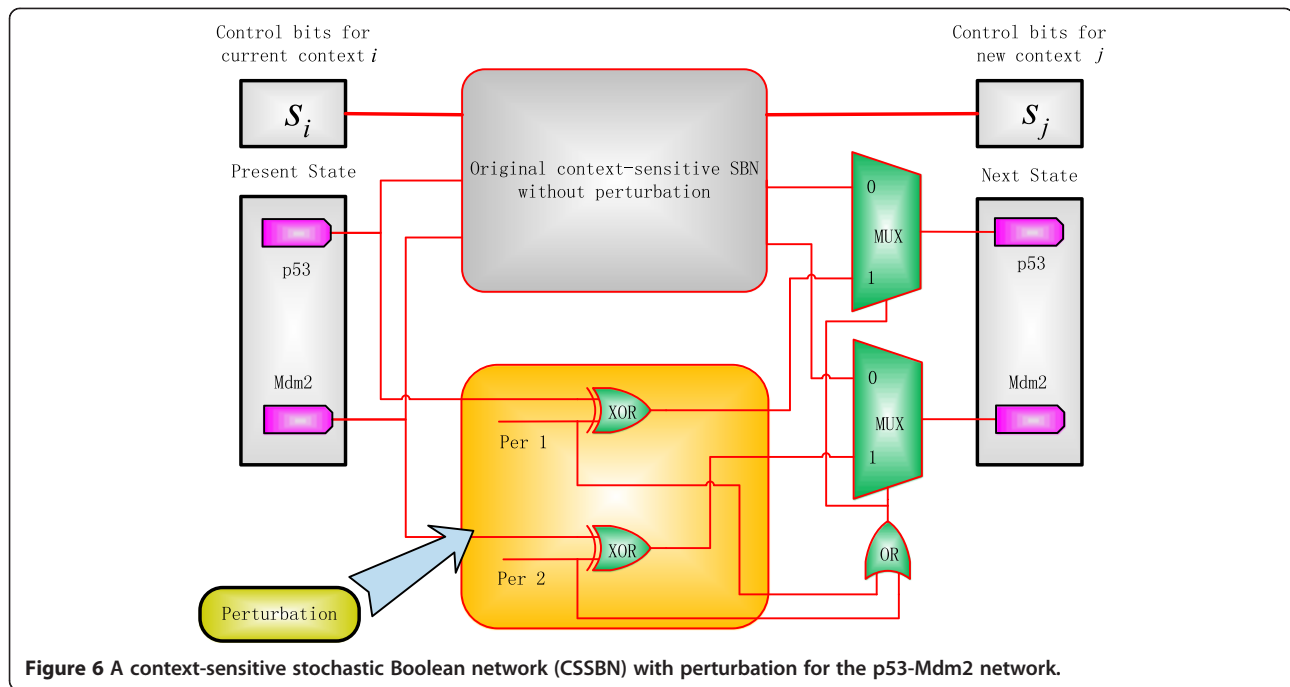 Control bits for
current context i
Control bits for
new context j
Si
Sj
Present State
Original context-sensitive SBN
without perturbation
Next State
p53
Mdm2
0
MUX
1
p53
0
MUX
1
Mdm2
XOR
Per 1
XOR
Per 2
OR
Perturbation
Figure 6 A context-sensitive stochastic Boolean network (CSSBN) with perturbation for the p53-Mdm2 network.